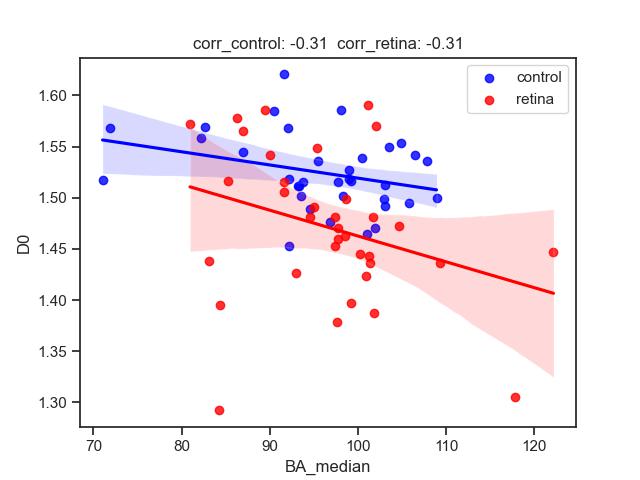 corr_control: -0.31  corr_retina: -0.31
control
retina
D0
1.60
1.55
1.50
1.45
1.40
1.35
1.30
70 80 90 100 110 120
BA_median